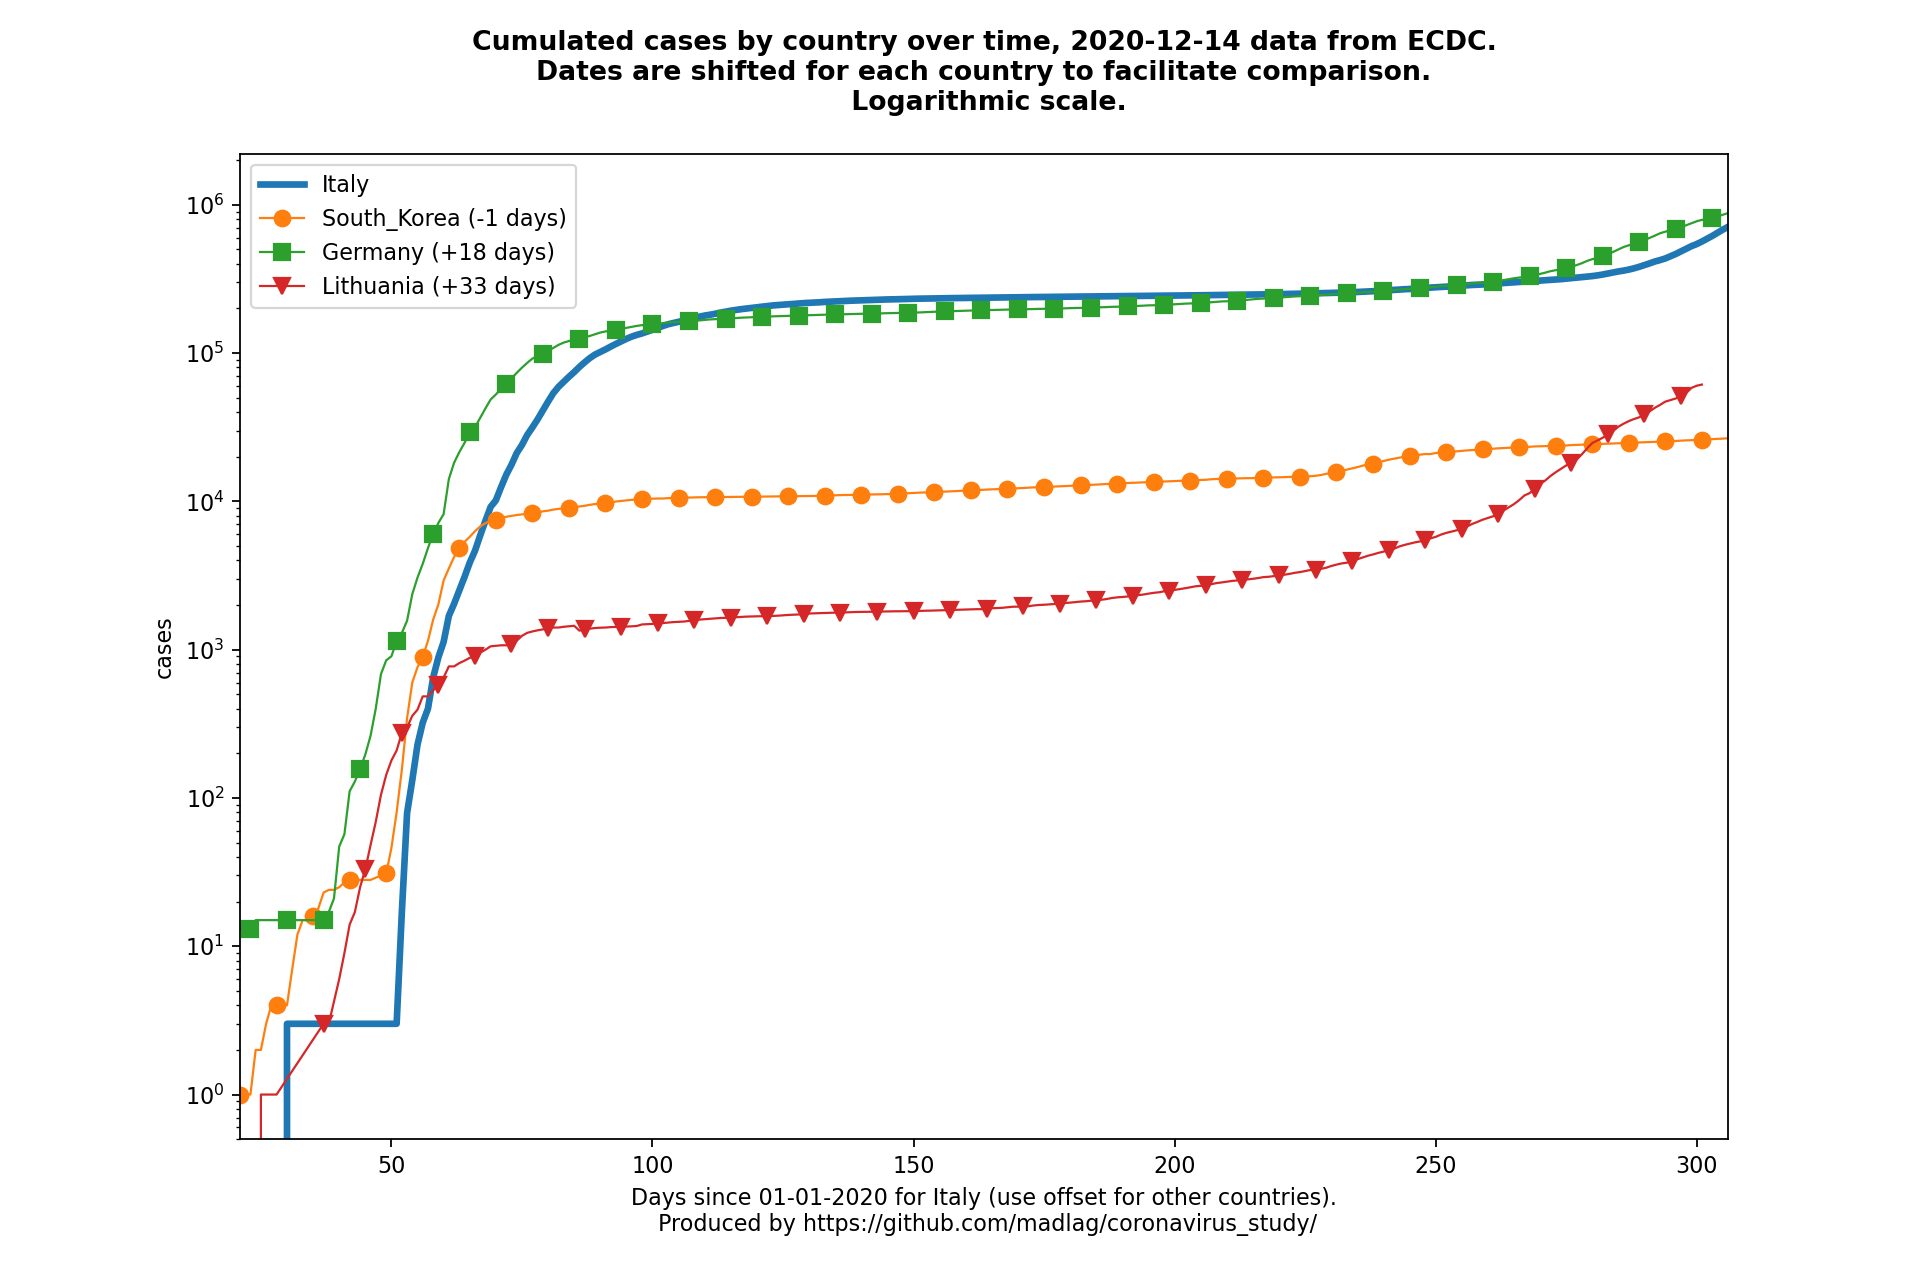 Cumulated cases by country over time, 2020-12-14 data from ECDC.
Dates are shifted for each country to facilitate comparison.
Logarithmic scale.
Italy
South_Korea (-1 days)
Germany (+18 days)
Lithuania (+33 days)
10^6
10^5
10^4
10^3
10^2
10^1
10^0
cases
50 100 150 200 250 300
Days since 01-01-2020 for Italy (use offset for other countries).
Produced by https://github.com/madlag/coronavirus_study/